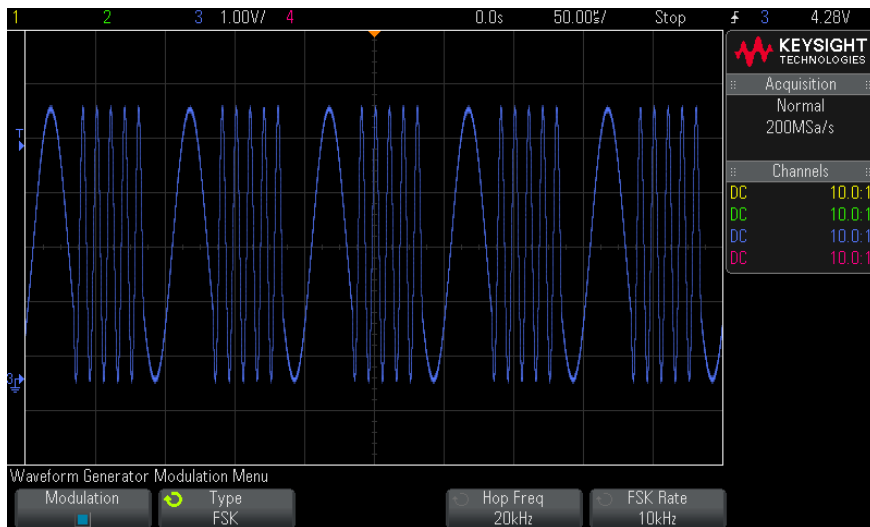 1 2 3 1.00V/ 4 0.0s 50.00µs/ Stop 3 4.28V
KEYSIGHT
TECHNOLOGIES
Acquisition
Normal
200MSa/s
Channels
DC 10.0:1
DC 10.0:1
DC 10.0:1
DC 10.0:1
T
3
Waveform Generator Modulation Menu
Modulation
Type
FSK
Hop Freq
20kHz
FSK Rate
10kHz